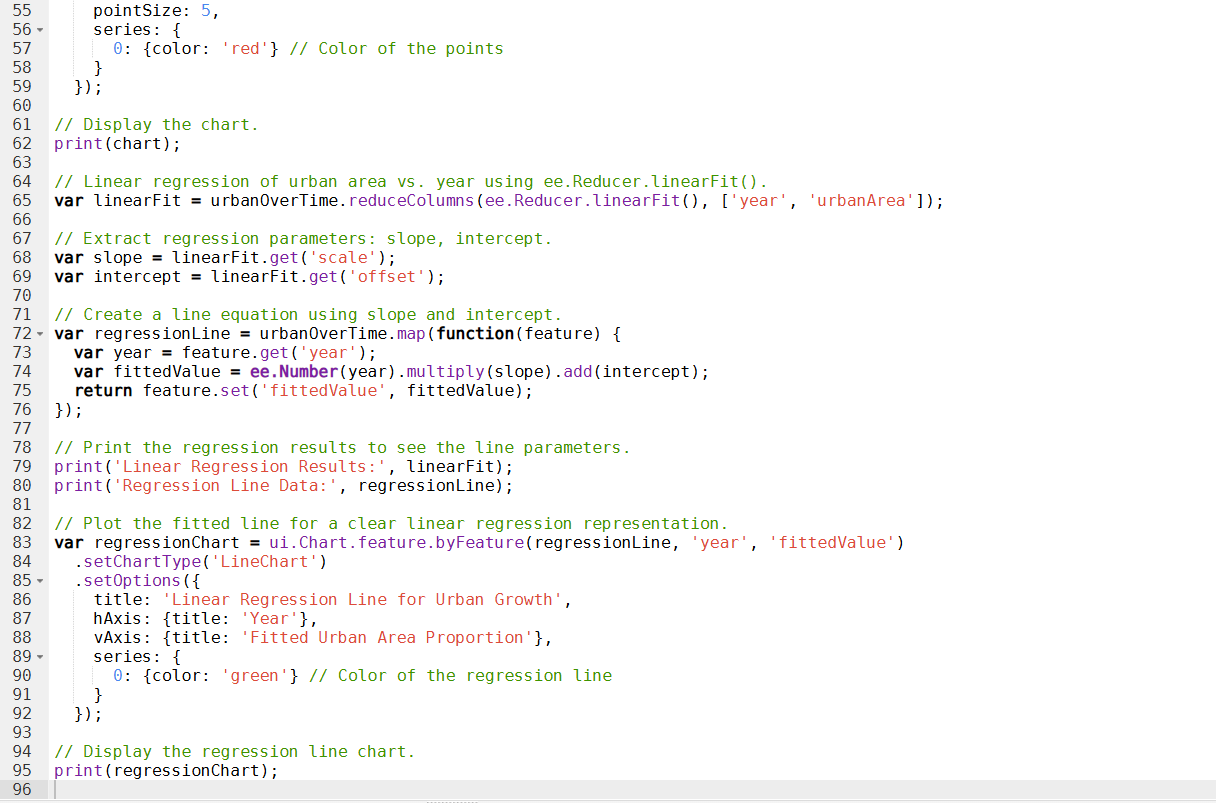 55       pointSize: 5,
56       series: {
57         0: {color: 'red'} // Color of the points
58       }
59     });
60
61   // Display the chart.
62   print(chart);
63
64   // Linear regression of urban area vs. year using ee.Reducer.linearFit().
65   var linearFit = urbanOverTime.reduceColumns(ee.Reducer.linearFit(), ['year', 'urbanArea']);
66
67   // Extract regression parameters: slope, intercept.
68   var slope = linearFit.get('scale');
69   var intercept = linearFit.get('offset');
70
71   // Create a line equation using slope and intercept.
72   var regressionLine = urbanOverTime.map(function(feature) {
73     var year = feature.get('year');
74     var fittedValue = ee.Number(year).multiply(slope).add(intercept);
75     return feature.set('fittedValue', fittedValue);
76   });
77
78   // Print the regression results to see the line parameters.
79   print('Linear Regression Results:', linearFit);
80   print('Regression Line Data:', regressionLine);
81
82   // Plot the fitted line for a clear linear regression representation.
83   var regressionChart = ui.Chart.feature.byFeature(regressionLine, 'year', 'fittedValue')
84     .setChartType('LineChart')
85     .setOptions({
86       title: 'Linear Regression Line for Urban Growth',
87       hAxis: {title: 'Year'},
88       vAxis: {title: 'Fitted Urban Area Proportion'},
89       series: {
90         0: {color: 'green'} // Color of the regression line
91       }
92     });
93
94   // Display the regression line chart.
95   print(regressionChart);
96